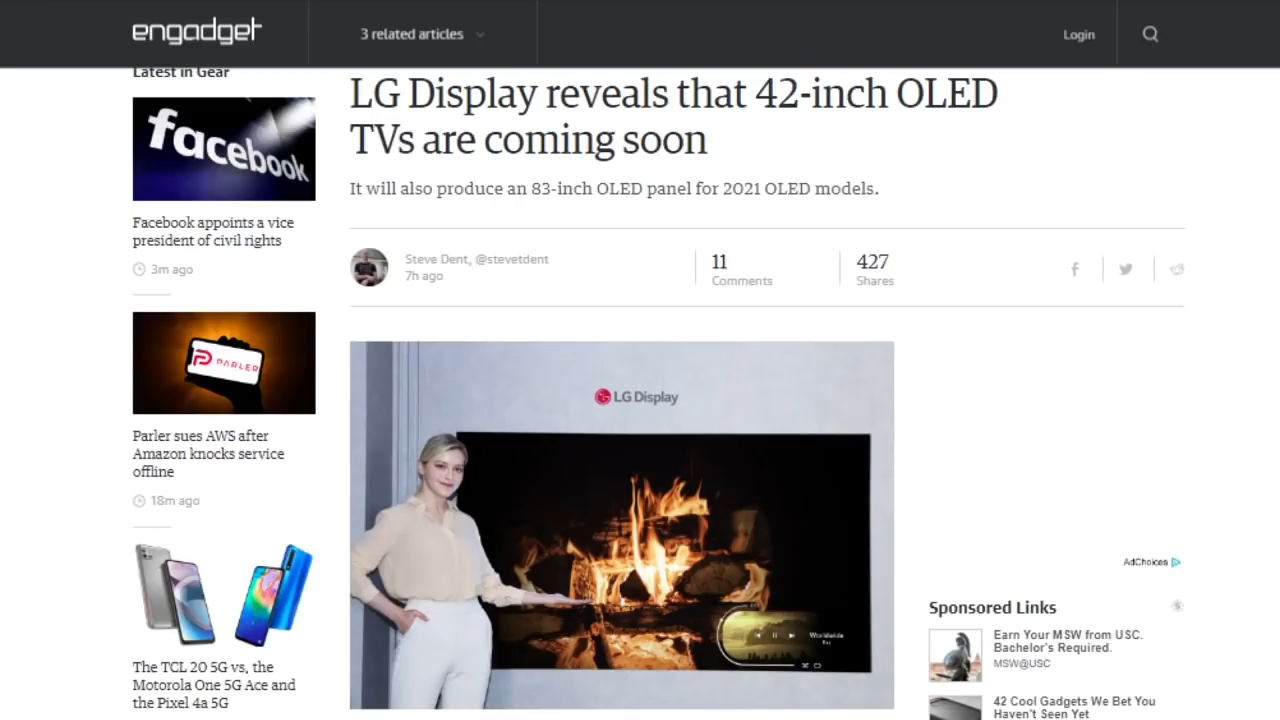 engadget
3 related articles
Login
Latest in Gear
facebook
Facebook appoints a vice
president of civil rights
3m ago
PARLER
Parler sues AWS after
Amazon knocks service
offline
18m ago
The TCL 20 5G vs, the
Motorola One 5G Ace and
the Pixel 4a 5G
LG Display reveals that 42-inch OLED
TVs are coming soon
It will also produce an 83-inch OLED panel for 2021 OLED models.
Steve Dent, @stevetdent
7h ago
11
Comments
427
Shares
LG Display
Worldwide
AdChoices
Sponsored Links
Earn Your MSW from USC.
Bachelor's Required.
MSW@USC
42 Cool Gadgets We Bet You
Haven't Seen Yet